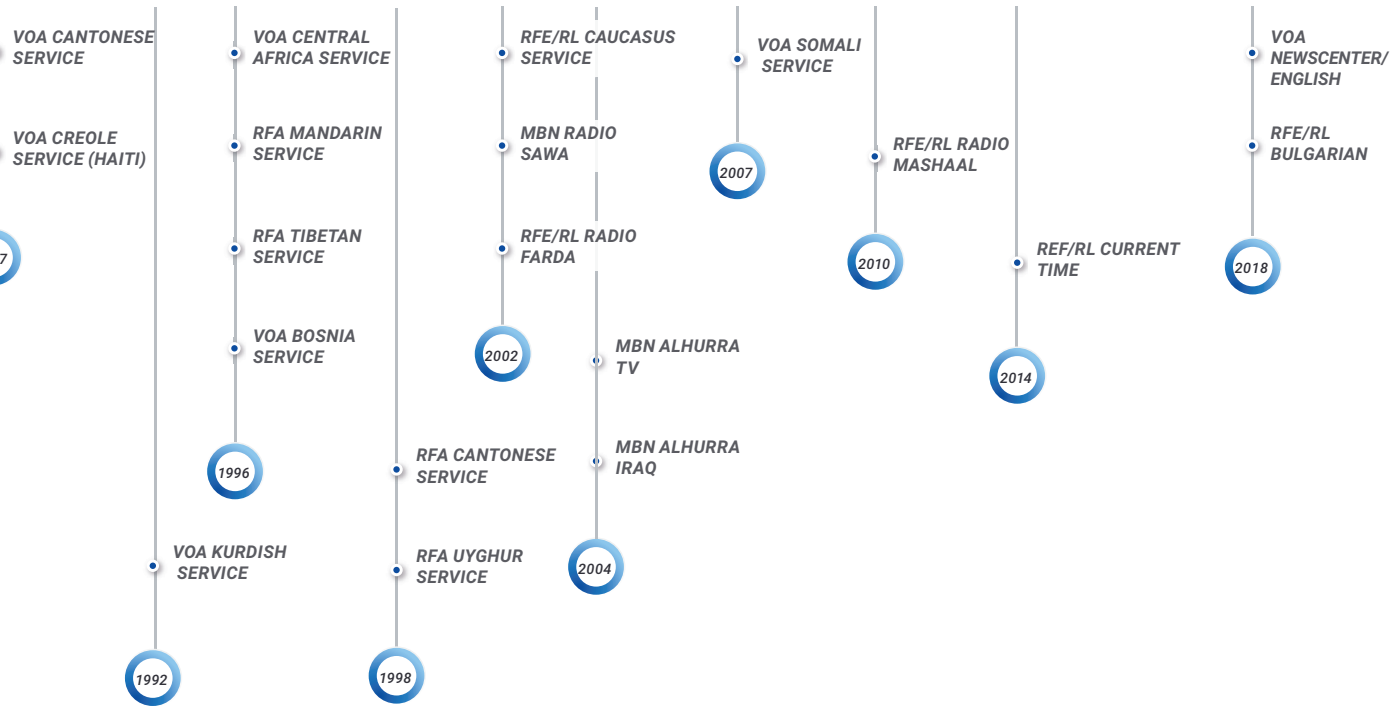 VOA CANTONESE
SERVICE
VOA CREOLE
SERVICE (HAITI)
7
VOA KURDISH
SERVICE
1992
VOA CENTRAL
AFRICA SERVICE
RFA MANDARIN
SERVICE
RFA TIBETAN
SERVICE
VOA BOSNIA
SERVICE
1996
RFA CANTONESE
SERVICE
RFA UYGHUR
SERVICE
1998
RFE/RL CAUCASUS
SERVICE
MBN RADIO
SAWA
RFE/RL RADIO
FARDA
2002
MBN ALHURRA
TV
MBN ALHURRA
IRAQ
2004
VOA SOMALI
SERVICE
2007
RFE/RL RADIO
MASHAAL
2010
REF/RL CURRENT
TIME
2014
VOA
NEWSCENTER/
ENGLISH
RFE/RL
BULGARIAN
2018